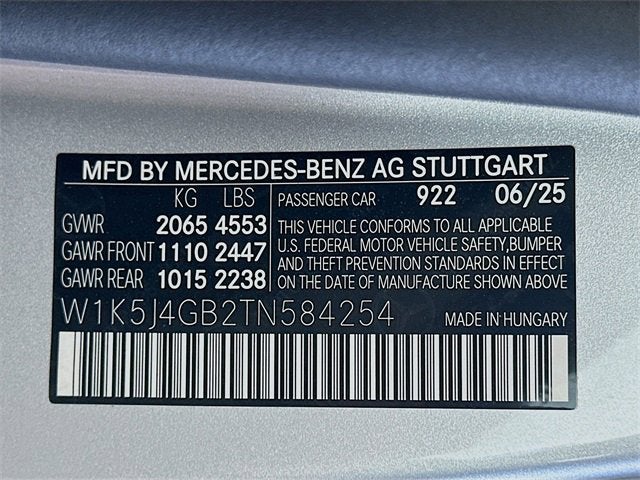 MFD BY MERCEDES-BENZ AG STUTTGART
KG LBS
GVWR 2065 4553
GAWR FRONT 1110 2447
GAWR REAR 1015 2238
PASSENGER CAR 922 06/25
THIS VEHICLE CONFORMS TO ALL APPLICABLE
U.S. FEDERAL MOTOR VEHICLE SAFETY,BUMPER
AND THEFT PREVENTION STANDARDS IN EFFECT
ON THE DATE OF MANUFACTURE SHOWN ABOVE
W1K5J4GB2TN584254 MADE IN HUNGARY